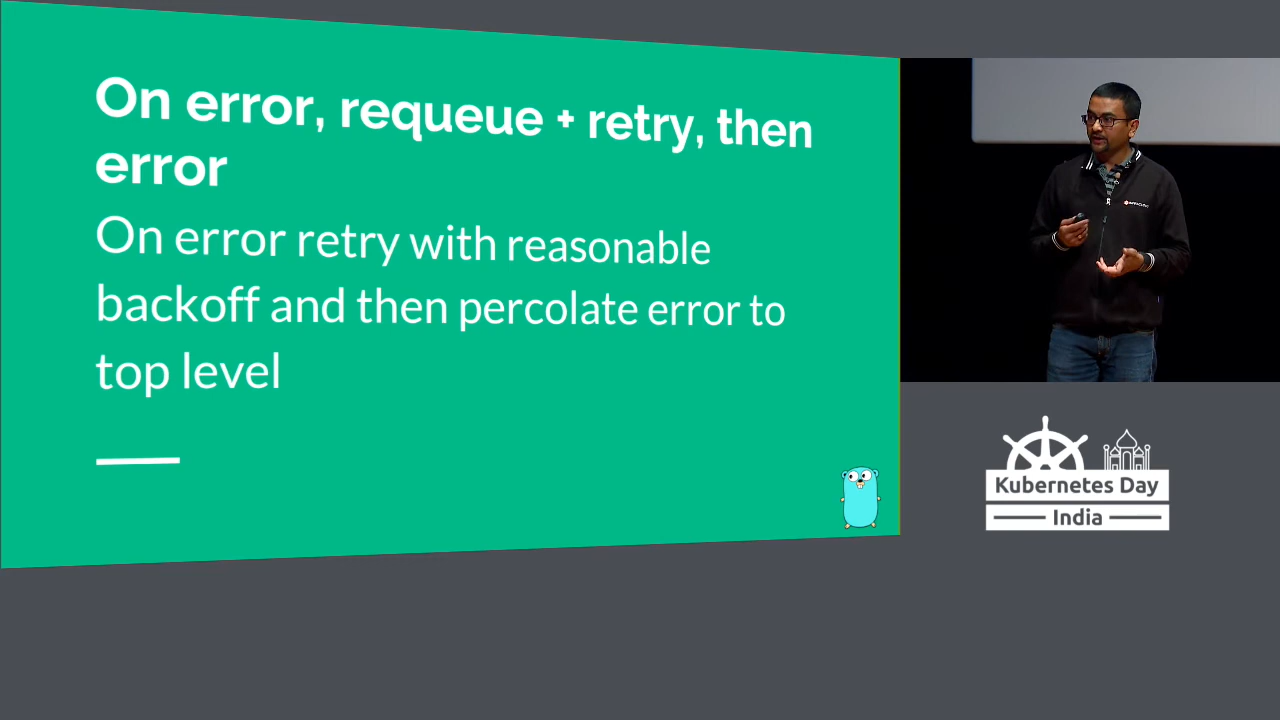 On error, requeue + retry, then
error
On error retry with reasonable
backoff and then percolate error to
top level
Kubernetes Day
India